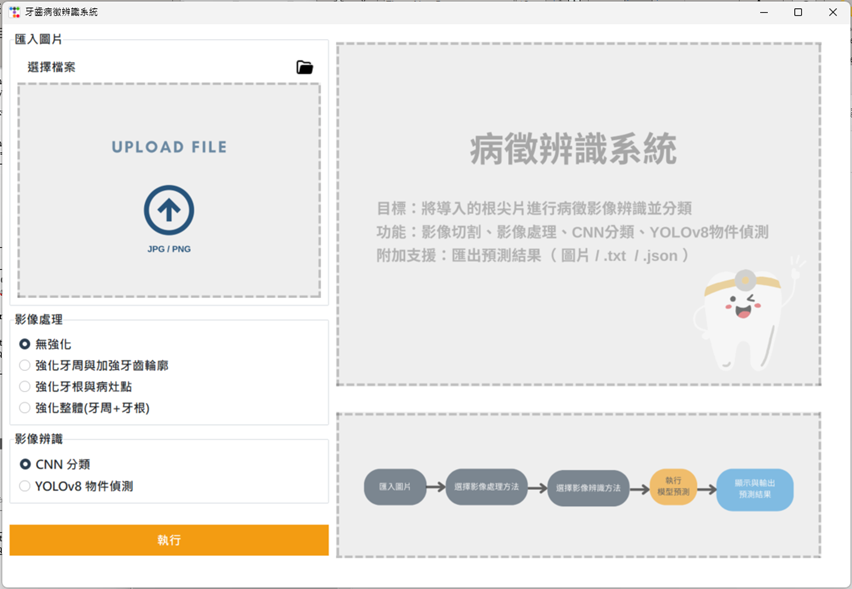 牙齒病徵辨識系統
匯入圖片
選擇檔案
UPLOAD FILE
JPG / PNG
影像處理
無強化
強化牙周與加強牙齒輪廓
強化牙根與病灶點
強化整體(牙周+牙根)
影像辨識
CNN 分類
YOLOv8 物件偵測
執行
病徵辨識系統
目標：將導入的根尖片進行病徵影像辨識並分類
功能：影像切割、影像處理、CNN分類、YOLOv8物件偵測
附加支援：匯出預測結果（ 圖片 / .txt / .json ）
匯入圖片
選擇影像處理方法
選擇影像辨識方法
執行
模型預測
顯示與輸出
預測結果